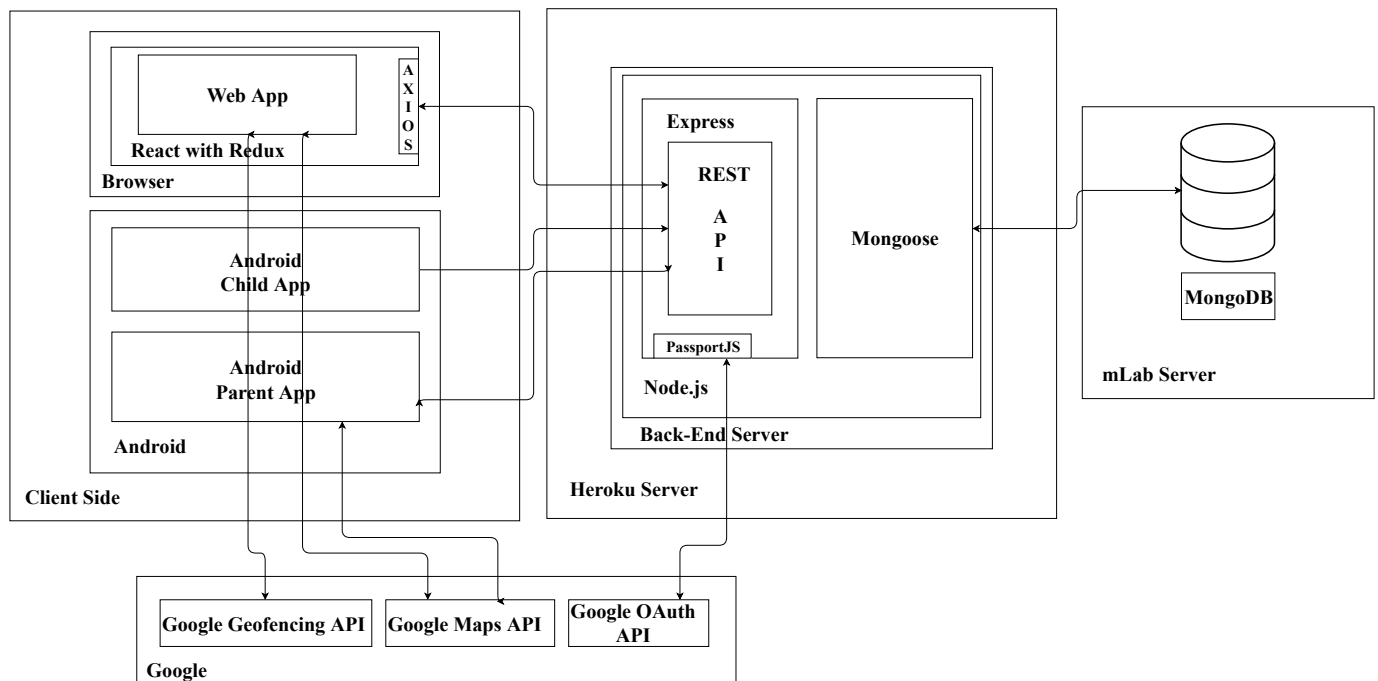 Web App
A
X
I
O
S
React with Redux
Browser
Android
Child App
Android
Parent App
Android
Client Side
Express
REST
A
P
I
PassportJS
Mongoose
Node.js
Back-End Server
Heroku Server
MongoDB
mLab Server
Google Geofencing API
Google Maps API
Google OAuth
API
Google